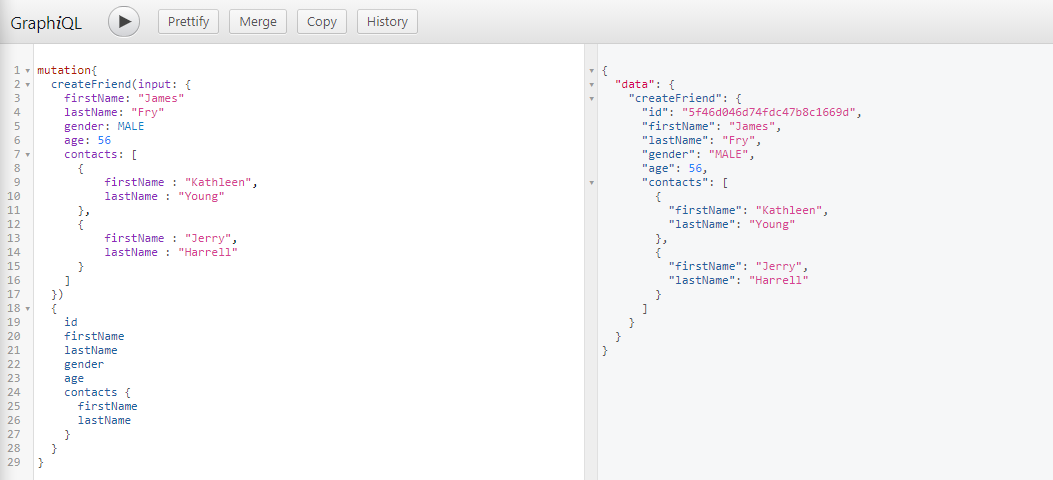 GraphiQL Prettify Merge Copy History
1 mutation{
2 createFriend(input: {
3 firstName: "James"
4 lastName: "Fry"
5 gender: MALE
6 age: 56
7 contacts: [
8 {
9 firstName : "Kathleen",
10 lastName : "Young"
11 },
12 {
13 firstName : "Jerry",
14 lastName : "Harrell"
15 }
16 ]
17 })
18 {
19 id
20 firstName
21 lastName
22 gender
23 age
24 contacts {
25 firstName
26 lastName
27 }
28 }
29 }
{
"data": {
"createFriend": {
"id": "5f46d046d74fdc47b8c1669d",
"firstName": "James",
"lastName": "Fry",
"gender": "MALE",
"age": 56,
"contacts": [
{
"firstName": "Kathleen",
"lastName": "Young"
},
{
"firstName": "Jerry",
"lastName": "Harrell"
}
]
}
}
}